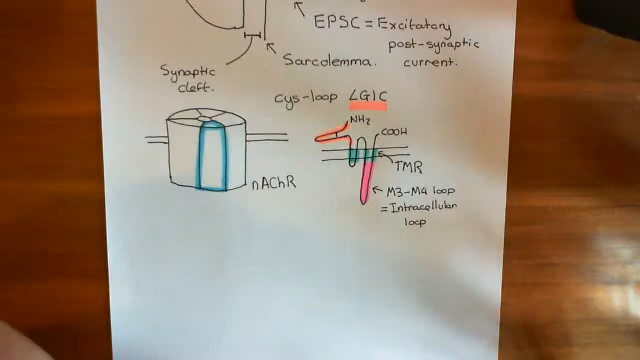 EPSC = Excitatory
post-synaptic
current.
Sarcolemma.
Synaptic
cleft.
cys-loop LGIC
NH2
COOH
TMR
nAChR
M3-M4 loop
= Intracellular
loop